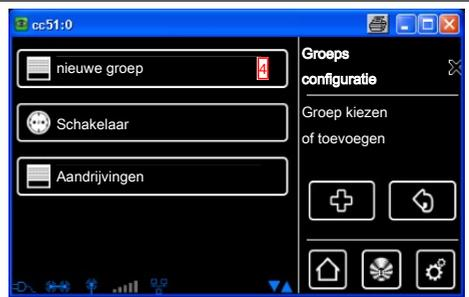 cc51:0
nieuwe groep 4
Schakelaar
Aandrijvingen
Groeps
configuratie
Groep kiezen
of toevoegen